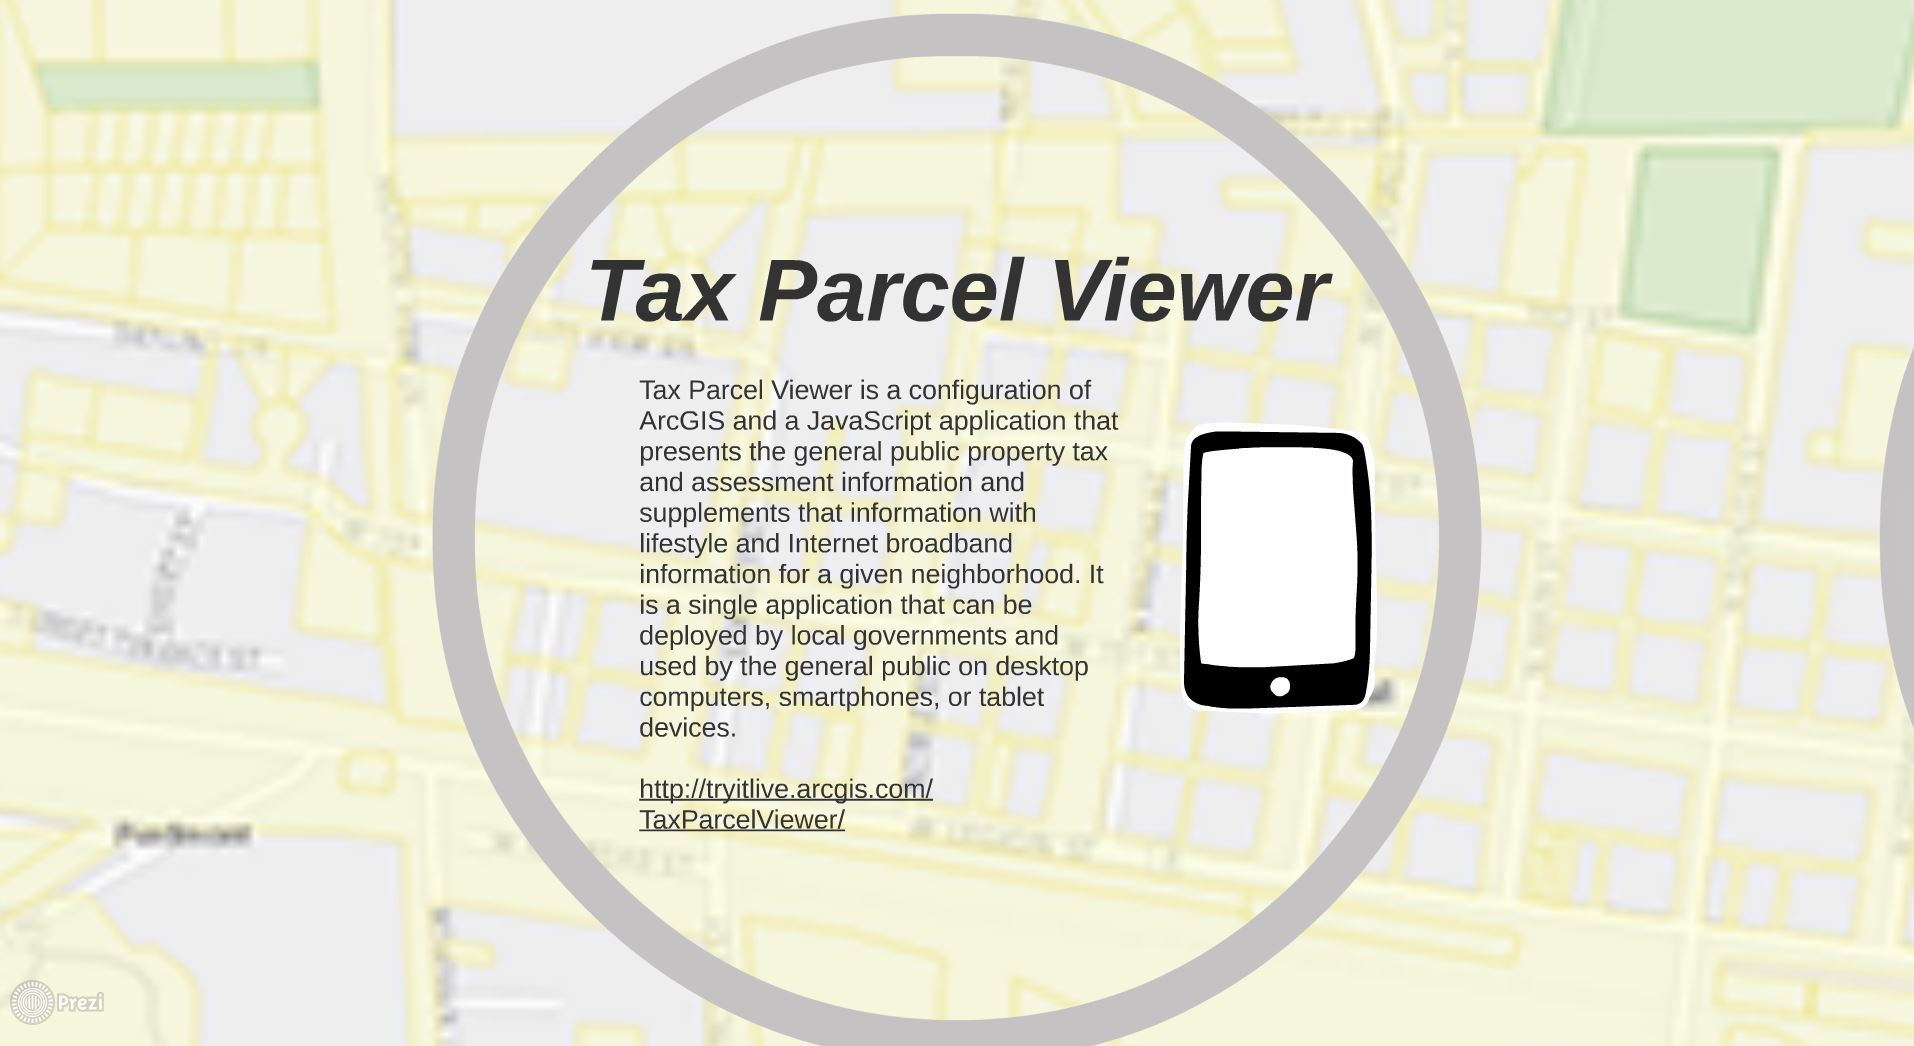 Tax Parcel Viewer
Tax Parcel Viewer is a configuration of
ArcGIS and a JavaScript application that
presents the general public property tax
and assessment information and
supplements that information with
lifestyle and Internet broadband
information for a given neighborhood. It
is a single application that can be
deployed by local governments and
used by the general public on desktop
computers, smartphones, or tablet
devices.
http://tryitlive.arcgis.com/
TaxParcelViewer/
Prezi